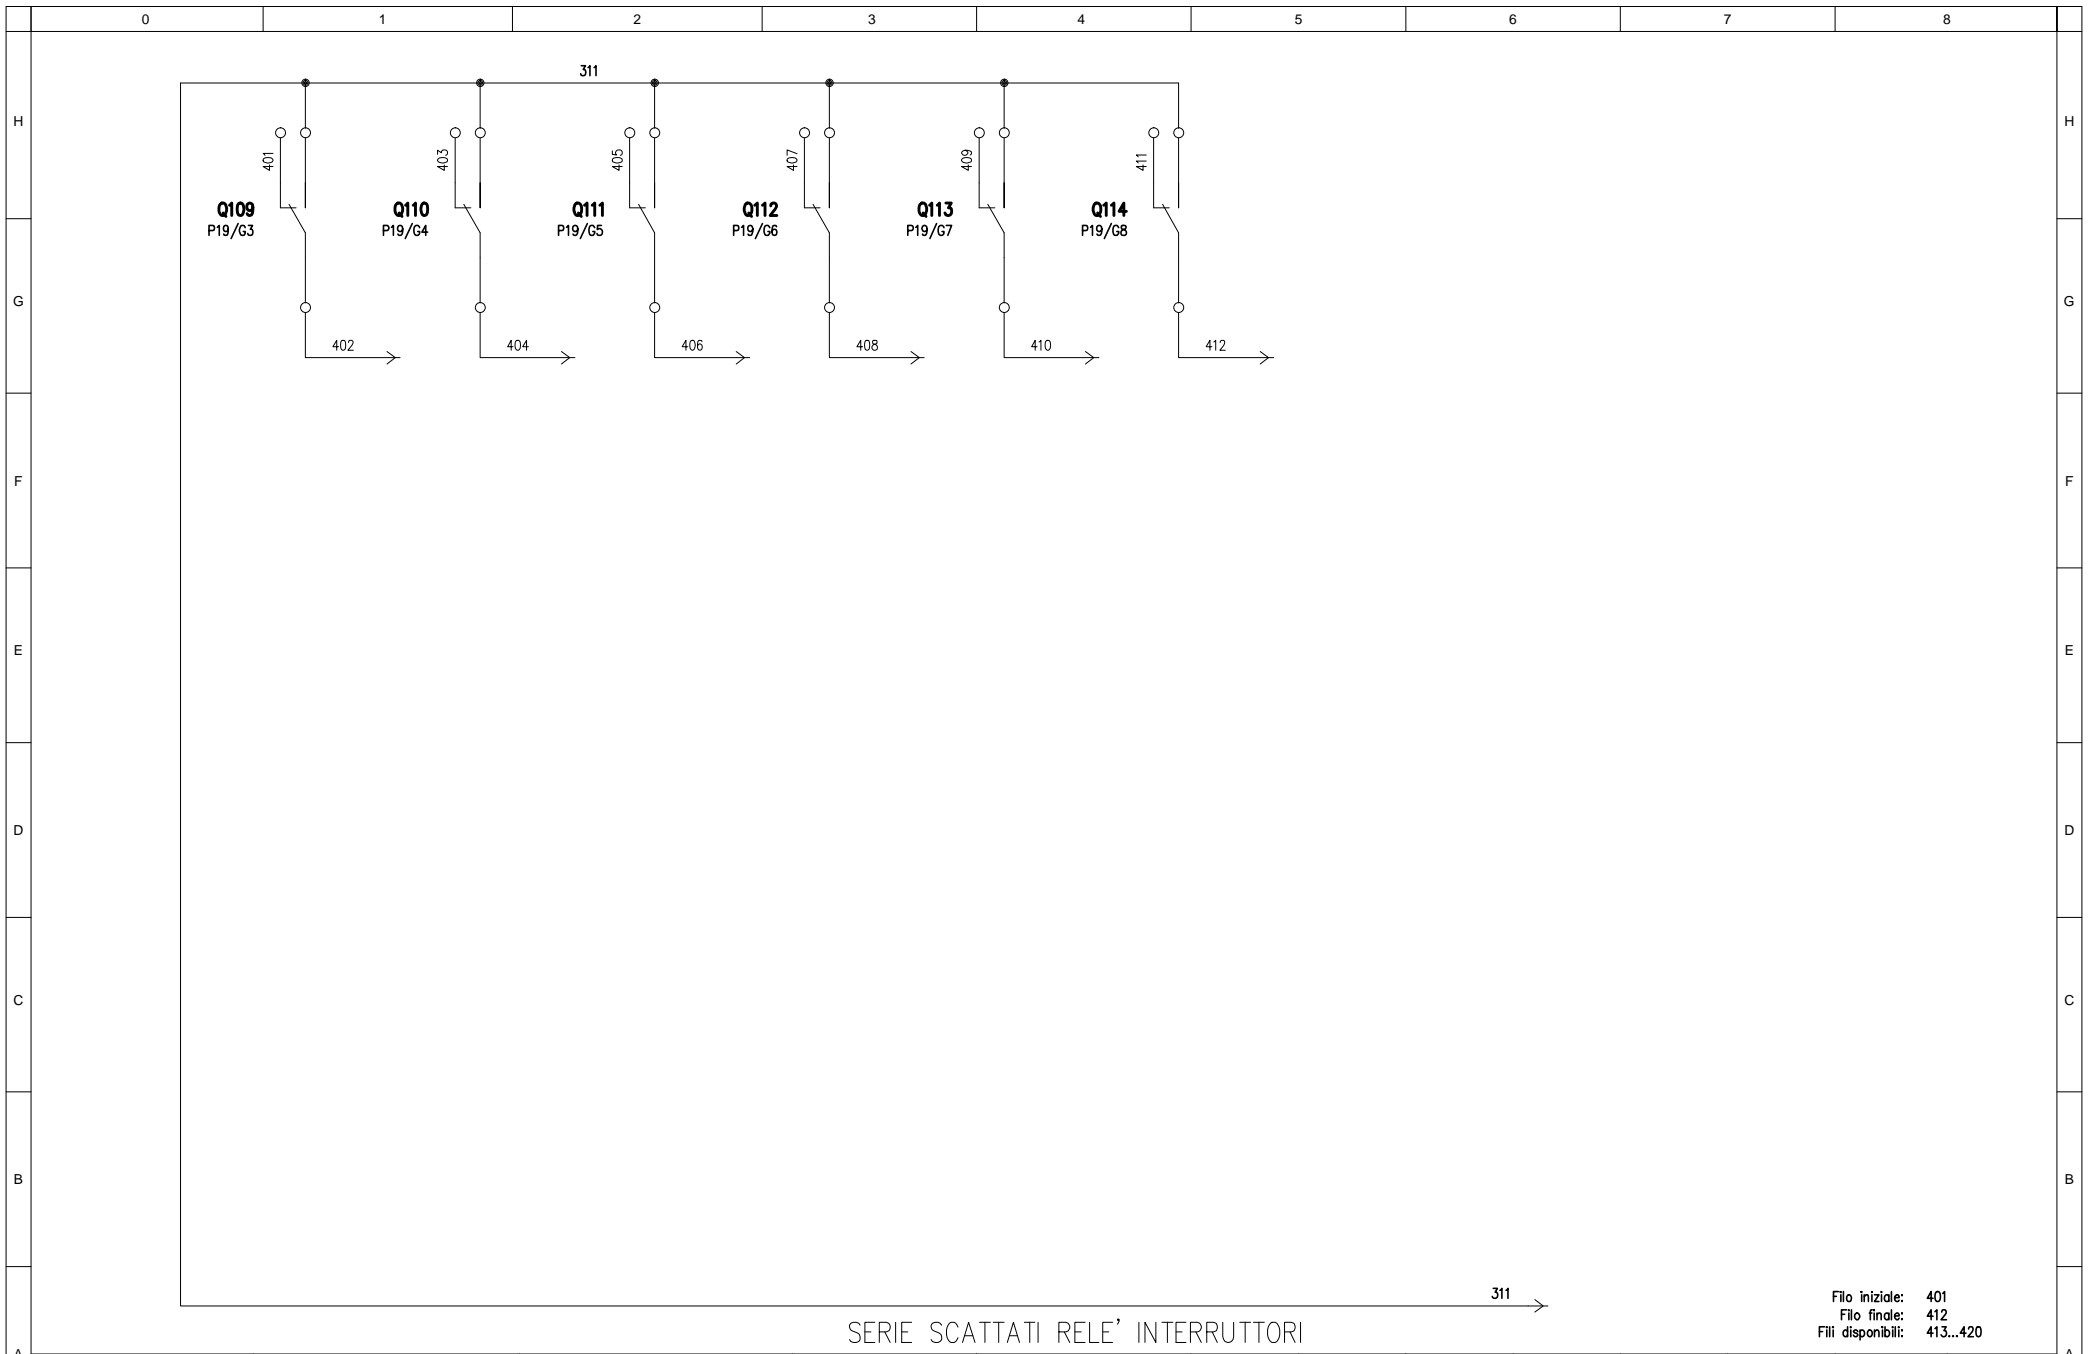 0 1 2 3 4 5 6 7 8
311
H H
401 403 405 407 409 411
Q109 Q110 Q111 Q112 Q113 Q114
P19/G3 P19/G4 P19/G5 P19/G6 P19/G7 P19/G8
G G
402 404 406 408 410 412
F F
E E
D D
C C
B B
311
Filo iniziale: 401
Filo finale: 412
Fili disponibili: 413...420
SERIE SCATTATI RELE' INTERRUTTORI
A A